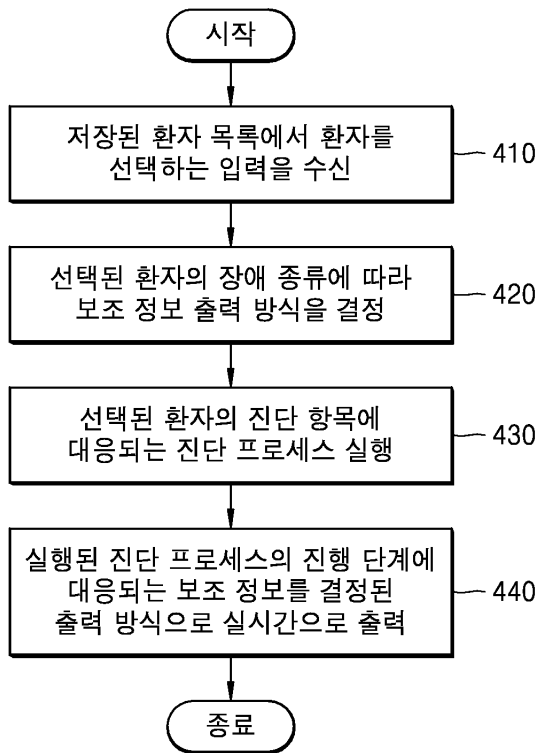 시작
저장된 환자 목록에서 환자를
선택하는 입력을 수신
410
선택된 환자의 장애 종류에 따라
보조 정보 출력 방식을 결정
420
선택된 환자의 진단 항목에
대응되는 진단 프로세스 실행
430
실행된 진단 프로세스의 진행 단계에
대응되는 보조 정보를 결정된
출력 방식으로 실시간으로 출력
440
종료